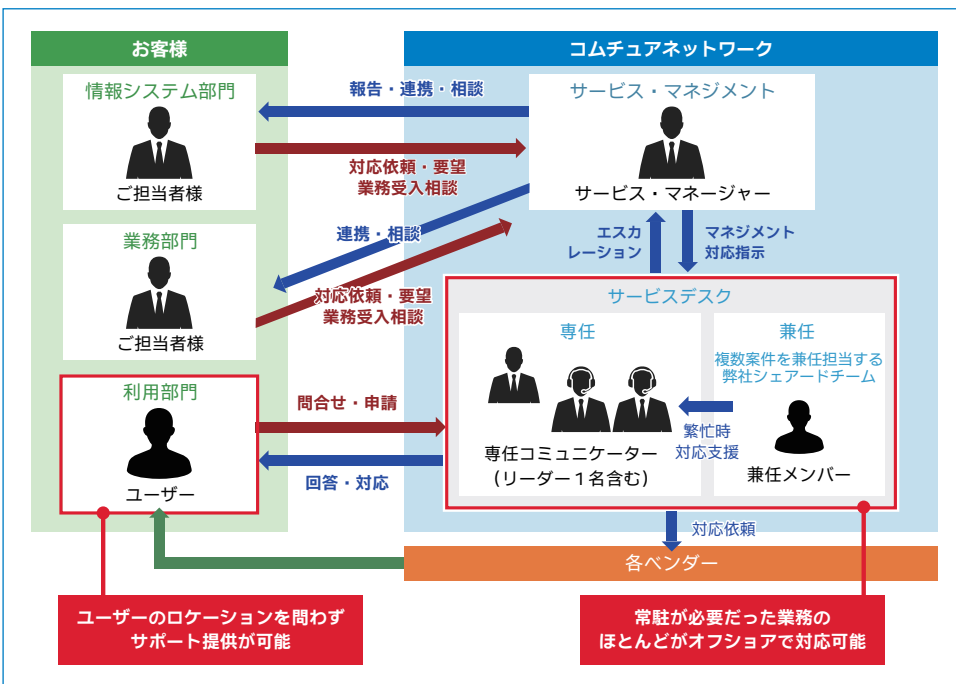 お客様
情報システム部門
ご担当者様
業務部門
ご担当者様
利用部門
ユーザー
報告・連携・相談
対応依頼・要望
業務受入相談
連携・相談
対応依頼・要望
業務受入相談
問合せ・申請
回答・対応
コムチュアネットワーク
サービス・マネジメント
サービス・マネージャー
エスカ
レーション
マネジメント
対応指示
サービスデスク
専任
専任コミュニケーター
（リーダー１名含む）
兼任
複数案件を兼任担当する
弊社シェアードチーム
繁忙時
対応支援
兼任メンバー
対応依頼
各ベンダー
ユーザーのロケーションを問わず
サポート提供が可能
常駐が必要だった業務の
ほとんどがオフショアで対応可能